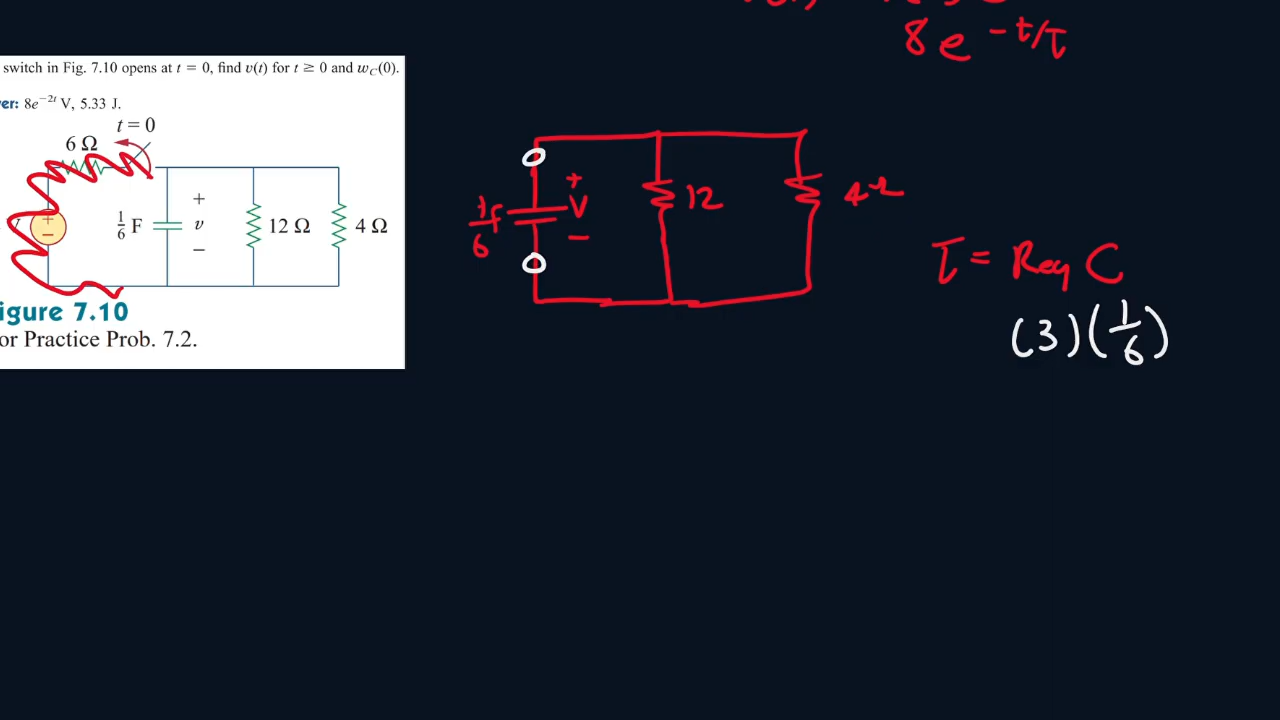 8e^{-t/τ}
switch in Fig. 7.10 opens at t = 0, find v(t) for t ≥ 0 and w_C(0).
er: 8e^{-2t} V, 5.33 J.
t = 0
6 Ω
+
1/6 F
v
12 Ω
4 Ω
+
−
−
igure 7.10
or Practice Prob. 7.2.
1/6 F
+
V
−
12
4Ω
τ = Req C
(3)(1/6)